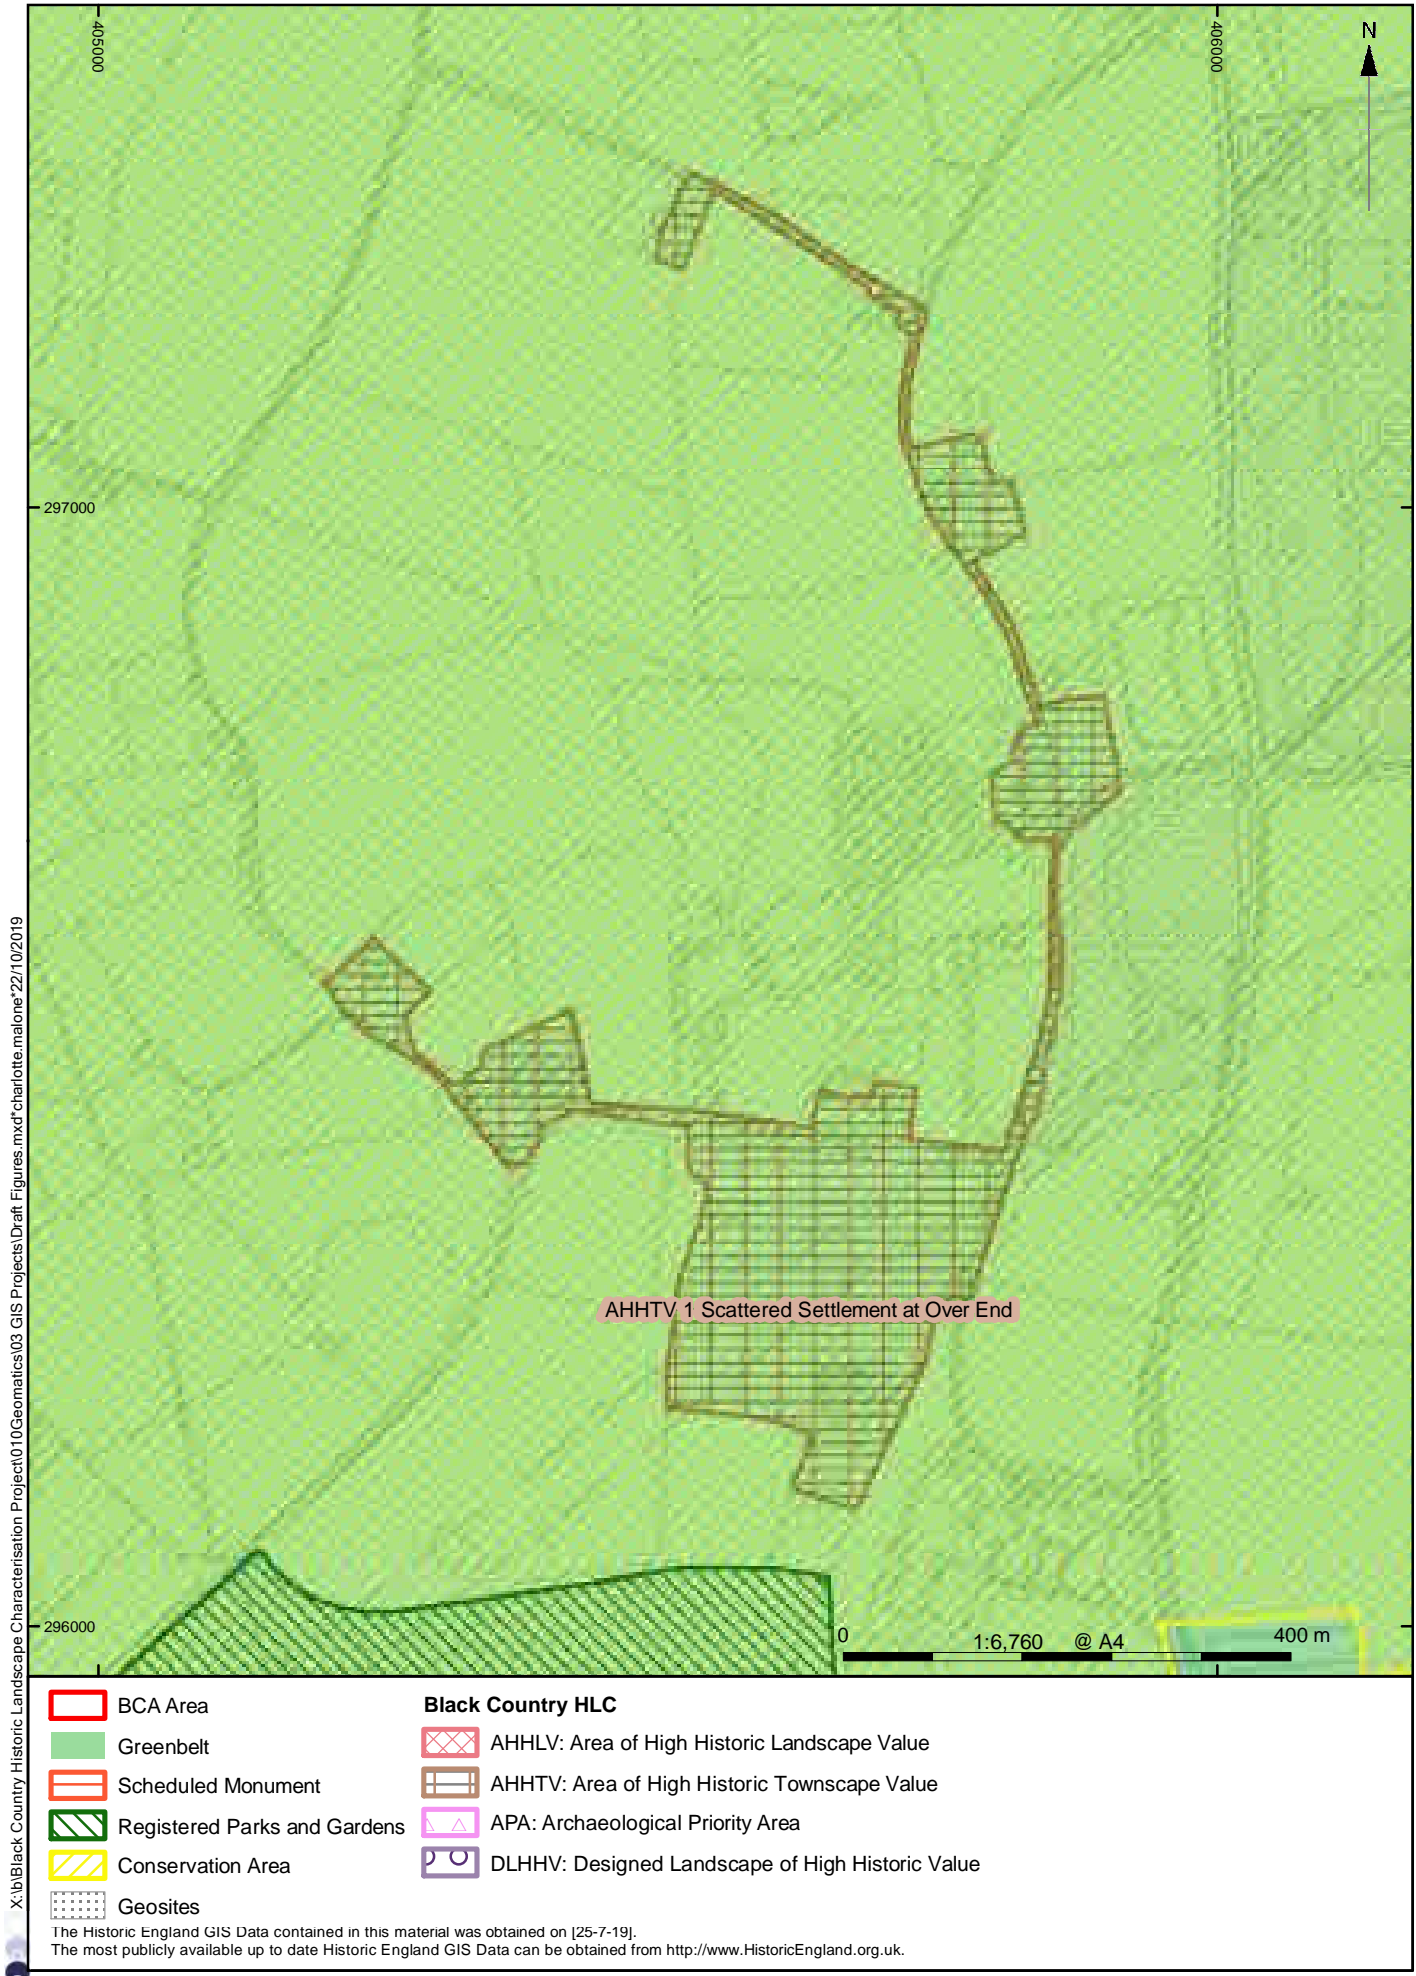 405000
406000
N
297000
AHHTV 1 Scattered Settlement at Over End
296000
0 1:6,760 @ A4 400 m
X:\b\Black Country Historic Landscape Characterisation Project\010Geomatics\03 GIS Projects\Draft Figures.mxd*charlotte.malone*22/10/2019
BCA Area
Greenbelt
Scheduled Monument
Registered Parks and Gardens
Conservation Area
Geosites
Black Country HLC
AHHLV: Area of High Historic Landscape Value
AHHTV: Area of High Historic Townscape Value
APA: Archaeological Priority Area
DLHHV: Designed Landscape of High Historic Value
The Historic England GIS Data contained in this material was obtained on [25-7-19].
The most publicly available up to date Historic England GIS Data can be obtained from http://www.HistoricEngland.org.uk.